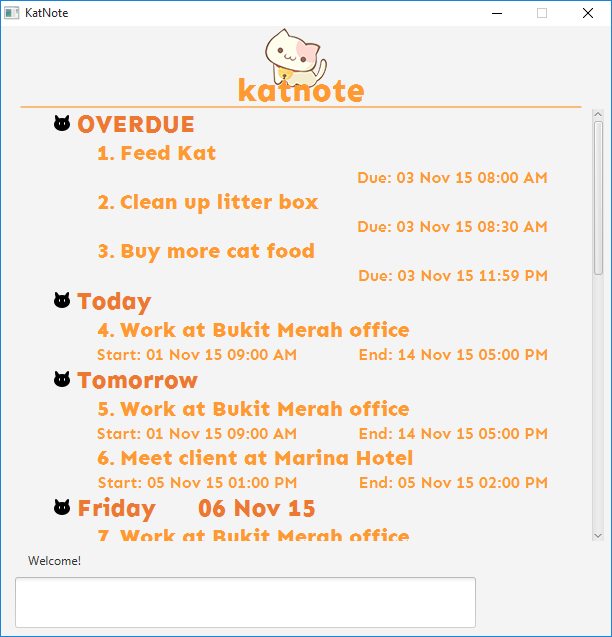 KatNote
katnote
OVERDUE
1. Feed Kat
Due: 03 Nov 15 08:00 AM
2. Clean up litter box
Due: 03 Nov 15 08:30 AM
3. Buy more cat food
Due: 03 Nov 15 11:59 PM
Today
4. Work at Bukit Merah office
Start: 01 Nov 15 09:00 AM End: 14 Nov 15 05:00 PM
Tomorrow
5. Work at Bukit Merah office
Start: 01 Nov 15 09:00 AM End: 14 Nov 15 05:00 PM
6. Meet client at Marina Hotel
Start: 05 Nov 15 01:00 PM End: 05 Nov 15 02:00 PM
Friday 06 Nov 15
7. Work at Bukit Merah office
Welcome!